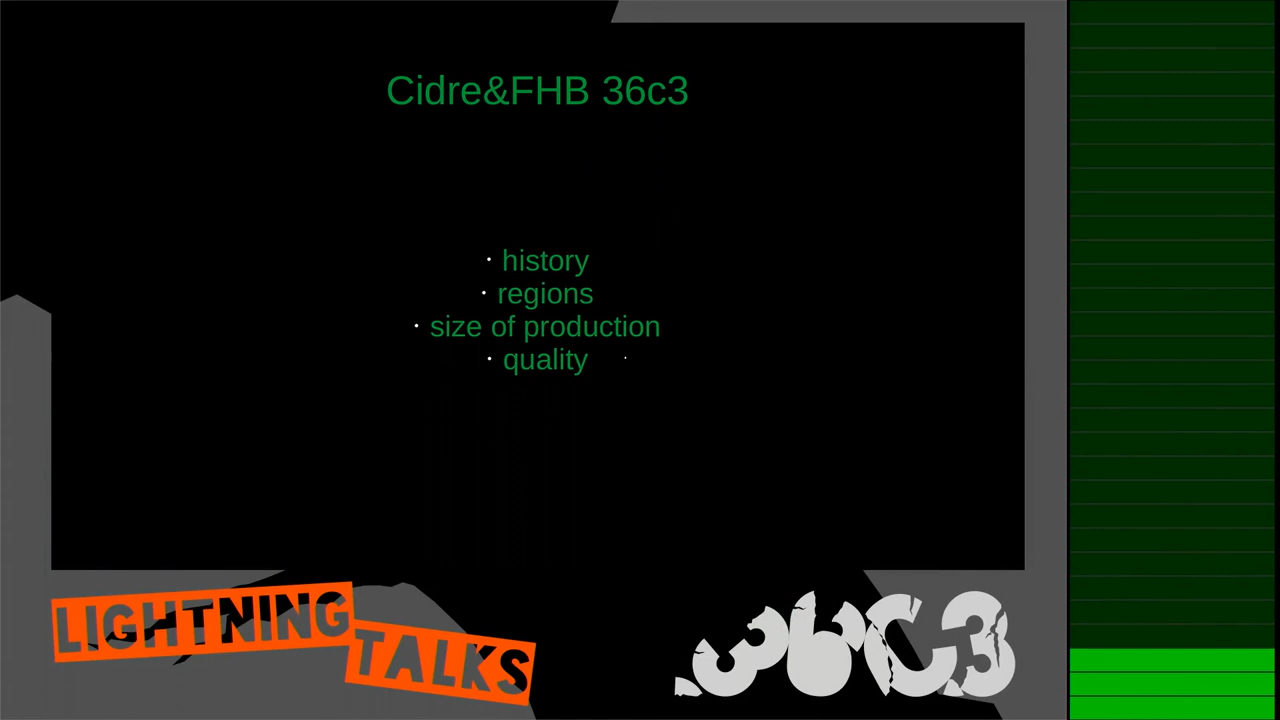 Cidre&FHB 36c3
· history
· regions
· size of production
· quality
LIGHTNING
TALKS
36C3